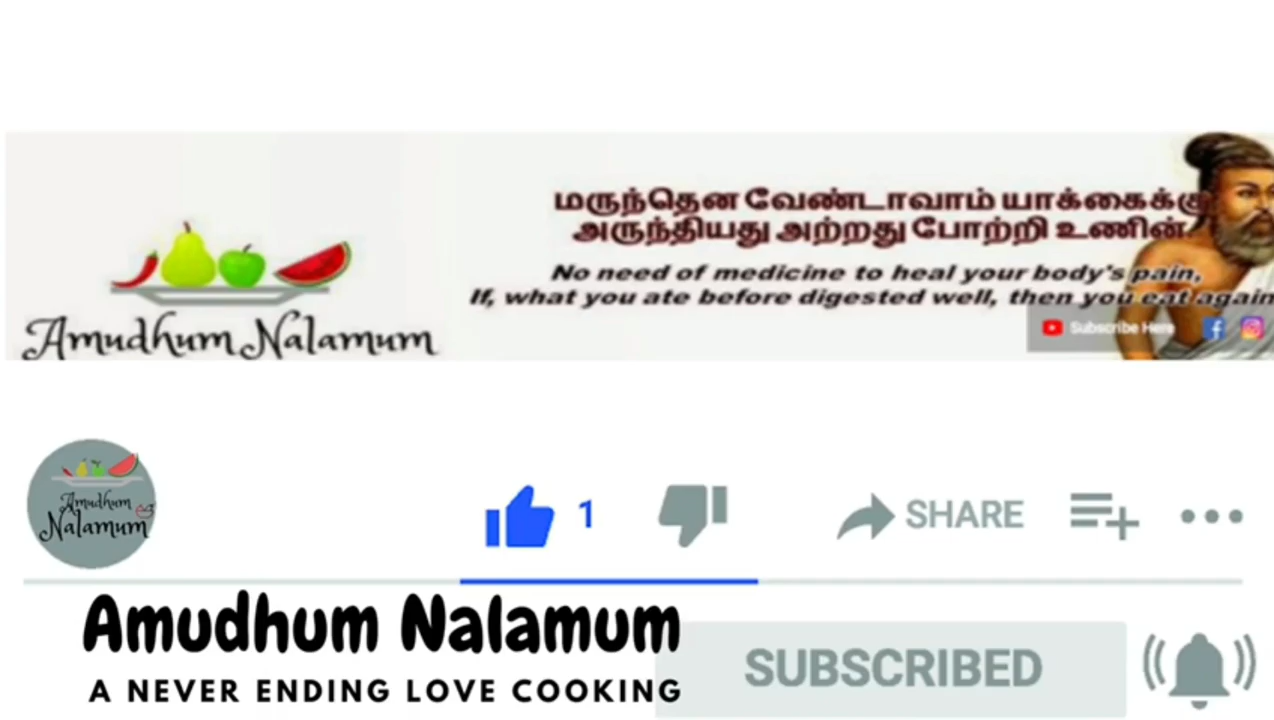 மருந்தென வேண்டாவாம் யாக்கைக்கு
அருந்தியது அற்றது போற்றி உணின்
No need of medicine to heal your body's pain,
If, what you ate before digested well, then you eat again
Subscribe Here
Amudhum Nalamum
Amudhum
Nalamum
1
SHARE
Amudhum Nalamum
SUBSCRIBED
A NEVER ENDING LOVE COOKING